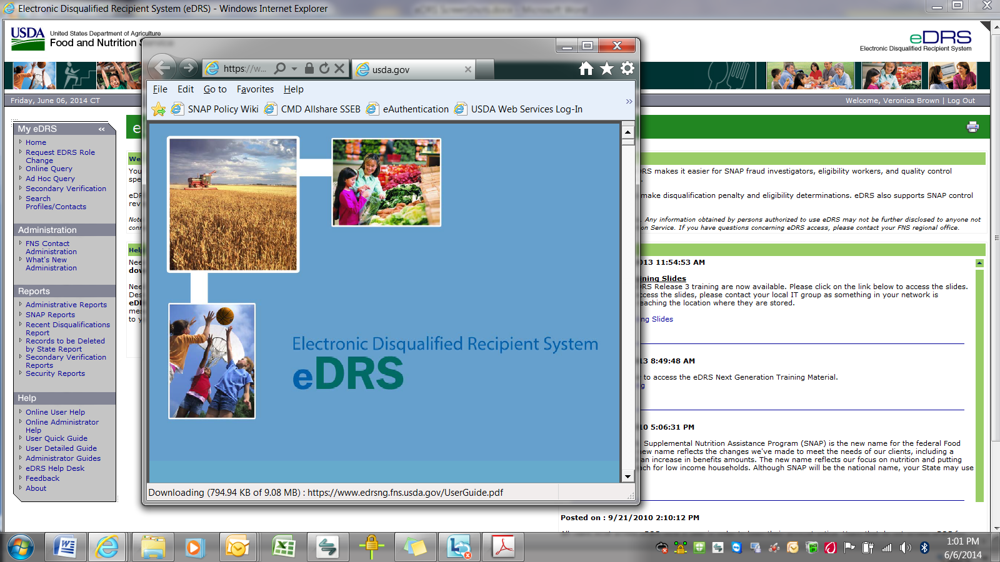 Electronic Disqualified Recipient System (eDRS) - Windows Internet Explorer
USDA
United States Department of Agriculture
Food and Nutrition Service
eDRS
Electronic Disqualified Recipient System
Friday, June 06, 2014 CT
Welcome, Veronica Brown | Log Out
My eDRS
«
Home
Request EDRS Role
Change
Online Query
Ad Hoc Query
Secondary Verification
Search
Profiles/Contacts
Administration
FNS Contact
Administration
What's New
Administration
Reports
Administrative Reports
SNAP Reports
Recent Disqualifications
Report
Records to be Deleted
by State Report
Secondary Verification
Reports
Security Reports
Help
Online User Help
Online Administrator
Help
User Quick Guide
User Detailed Guide
Administrator Guides
eDRS Help Desk
Feedback
About
https://w...
usda.gov
File Edit Go to Favorites Help
SNAP Policy Wiki CMD Allshare SSEB eAuthentication USDA Web Services Log-In
»
Electronic Disqualified Recipient System
eDRS
Downloading (794.94 KB of 9.08 MB) : https://www.edrsng.fns.usda.gov/UserGuide.pdf
e
We
You
spe
eDR
rev
Note
conn
Help
Nee
dov
Nee
Des
eDR
mes
to y
DRS makes it easier for SNAP fraud investigators, eligibility workers, and quality control
make disqualification penalty and eligibility determinations. eDRS also supports SNAP control
. Any information obtained by persons authorized to use eDRS may not be further disclosed to anyone not
on Service. If you have questions concerning eDRS access, please contact your FNS regional office.
013 11:54:53 AM
ining Slides
DRS Release 3 training are now available. Please click on the link below to access the slides.
ccess the slides, please contact your local IT group as something in your network is
eaching the location where they are stored.
ng Slides
13 8:49:48 AM
to access the eDRS Next Generation Training Material.
g
10 5:06:31 PM
Supplemental Nutrition Assistance Program (SNAP) is the new name for the federal Food
new name reflects the changes we've made to meet the needs of our clients, including a
an increase in benefits amounts. The new name reflects our focus on nutrition and putting
ach for low income households. Although SNAP will be the national name, your State may use
Posted on : 9/21/2010 2:10:12 PM
1:01 PM
6/6/2014